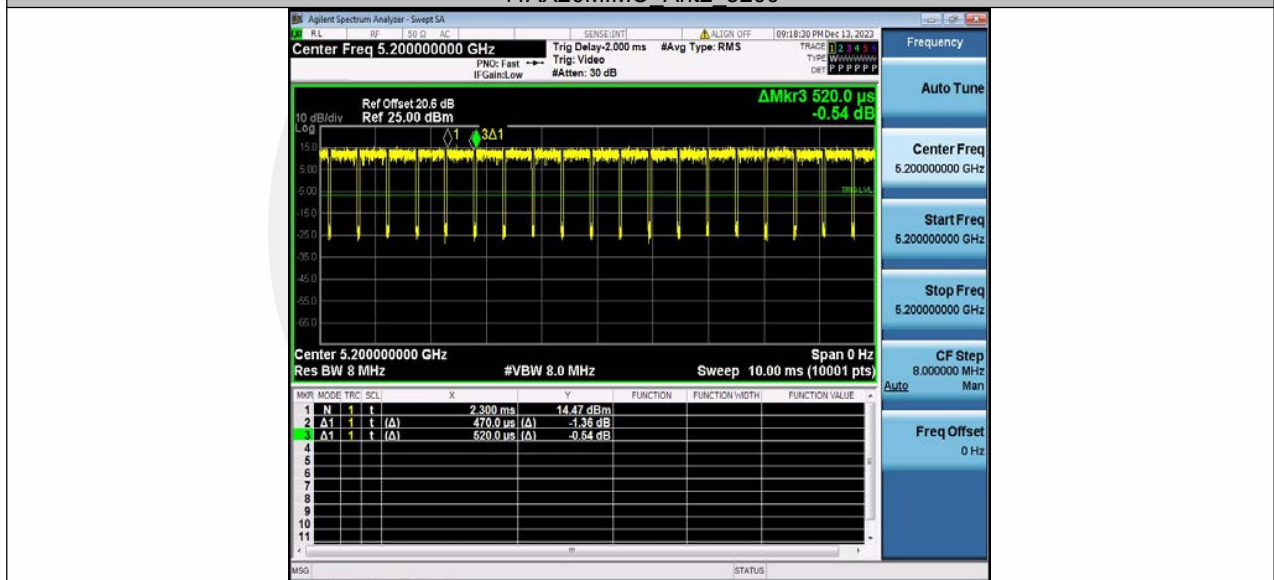 Agilent Spectrum Analyzer - Swept SA
RL RF 50 Ω AC SENSE:INT ALIGN OFF 09:18:30 PM Dec 13, 2023
Center Freq 5.200000000 GHz
PNO: Fast
IFGain:Low
Trig Delay-2.000 ms
Trig: Video
#Atten: 30 dB
#Avg Type: RMS
TRACE 1 2 3 4 5 6
TYPE W
DET P P P P P P
ΔMkr3 520.0 µs
-0.54 dB
Ref Offset 20.6 dB
10 dB/div Ref 25.00 dBm
Log
1 3Δ1
15.0
5.00
-5.00
TRIG LVL
-15.0
-25.0
-35.0
-45.0
-55.0
-65.0
Center 5.200000000 GHz Span 0 Hz
Res BW 8 MHz #VBW 8.0 MHz Sweep 10.00 ms (10001 pts)
MKR MODE TRC SCL X Y FUNCTION FUNCTION WIDTH FUNCTION VALUE
1 N 1 t 2.300 ms 14.47 dBm
2 Δ1 1 t (Δ) 470.0 µs (Δ) -1.36 dB
3 Δ1 1 t (Δ) 520.0 µs (Δ) -0.54 dB
4
5
6
7
8
9
10
11
MSG STATUS
Frequency
Auto Tune
Center Freq
5.200000000 GHz
Start Freq
5.200000000 GHz
Stop Freq
5.200000000 GHz
CF Step
8.000000 MHz
Auto Man
Freq Offset
0 Hz